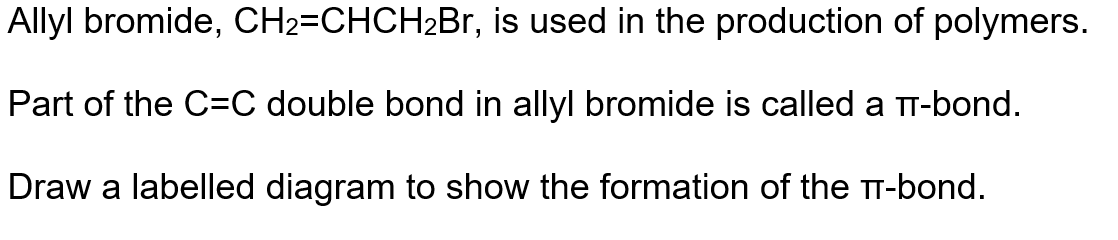 Allyl bromide, CH₂=CHCH₂Br, is used in the production of polymers.
Part of the C=C double bond in allyl bromide is called a π-bond.
Draw a labelled diagram to show the formation of the π-bond.